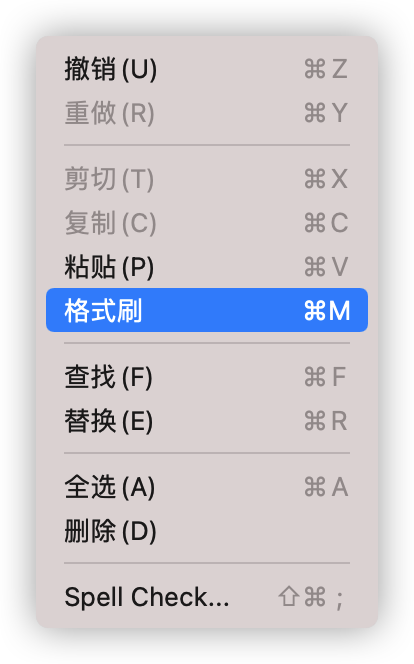 撤销(U) ⌘Z
重做(R) ⌘Y
剪切(T) ⌘X
复制(C) ⌘C
粘贴(P) ⌘V
格式刷 ⌘M
查找(F) ⌘F
替换(E) ⌘R
全选(A) ⌘A
删除(D)
Spell Check... ⇧⌘;